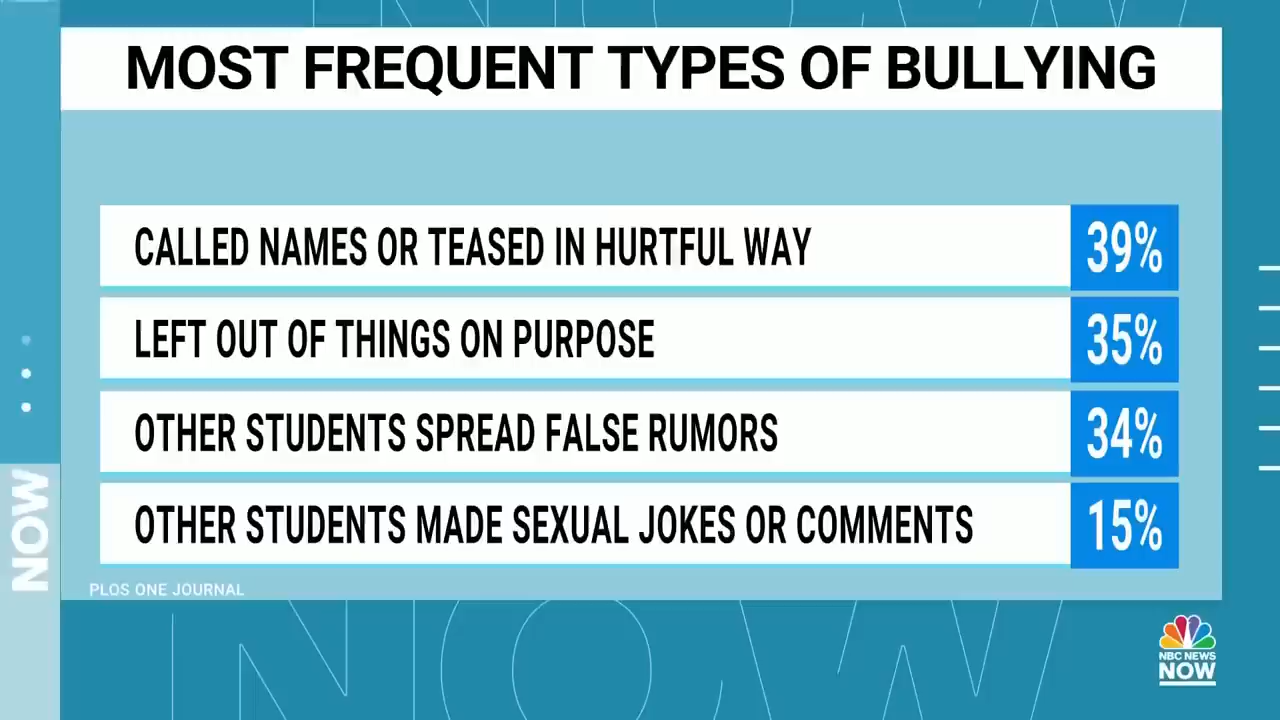 MOST FREQUENT TYPES OF BULLYING
CALLED NAMES OR TEASED IN HURTFUL WAY 39%
LEFT OUT OF THINGS ON PURPOSE 35%
OTHER STUDENTS SPREAD FALSE RUMORS 34%
OTHER STUDENTS MADE SEXUAL JOKES OR COMMENTS 15%
PLOS ONE JOURNAL
NOW
NOW
NBC NEWS
NOW